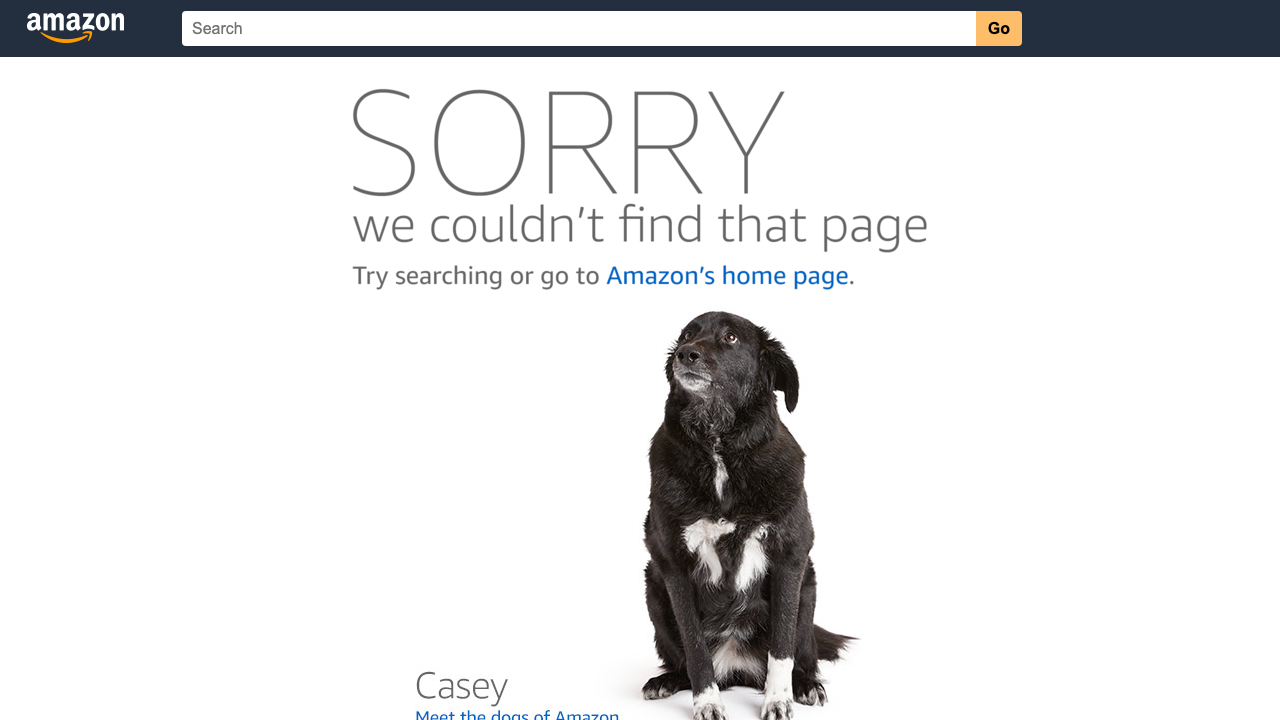 amazon
Search
Go
SORRY
we couldn't find that page
Try searching or go to Amazon's home page.
Casey
Meet the dogs of Amazon